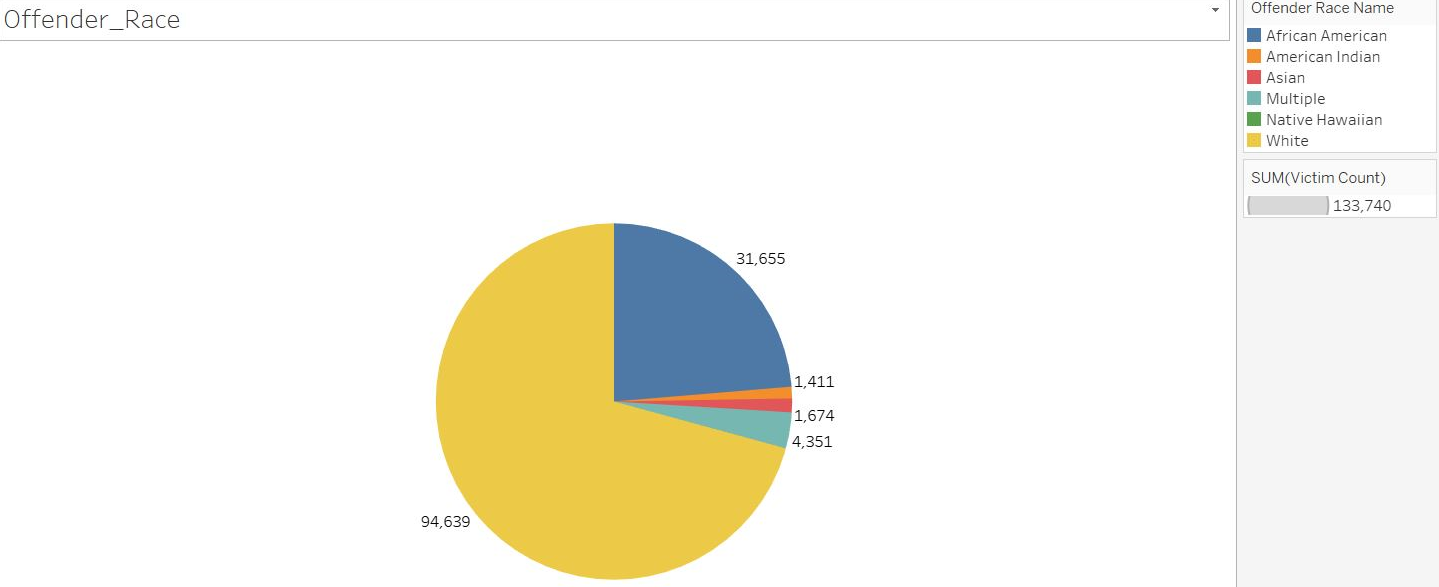 Offender_Race
Offender Race Name
African American
American Indian
Asian
Multiple
Native Hawaiian
White
SUM(Victim Count)
133,740
31,655
1,411
1,674
4,351
94,639